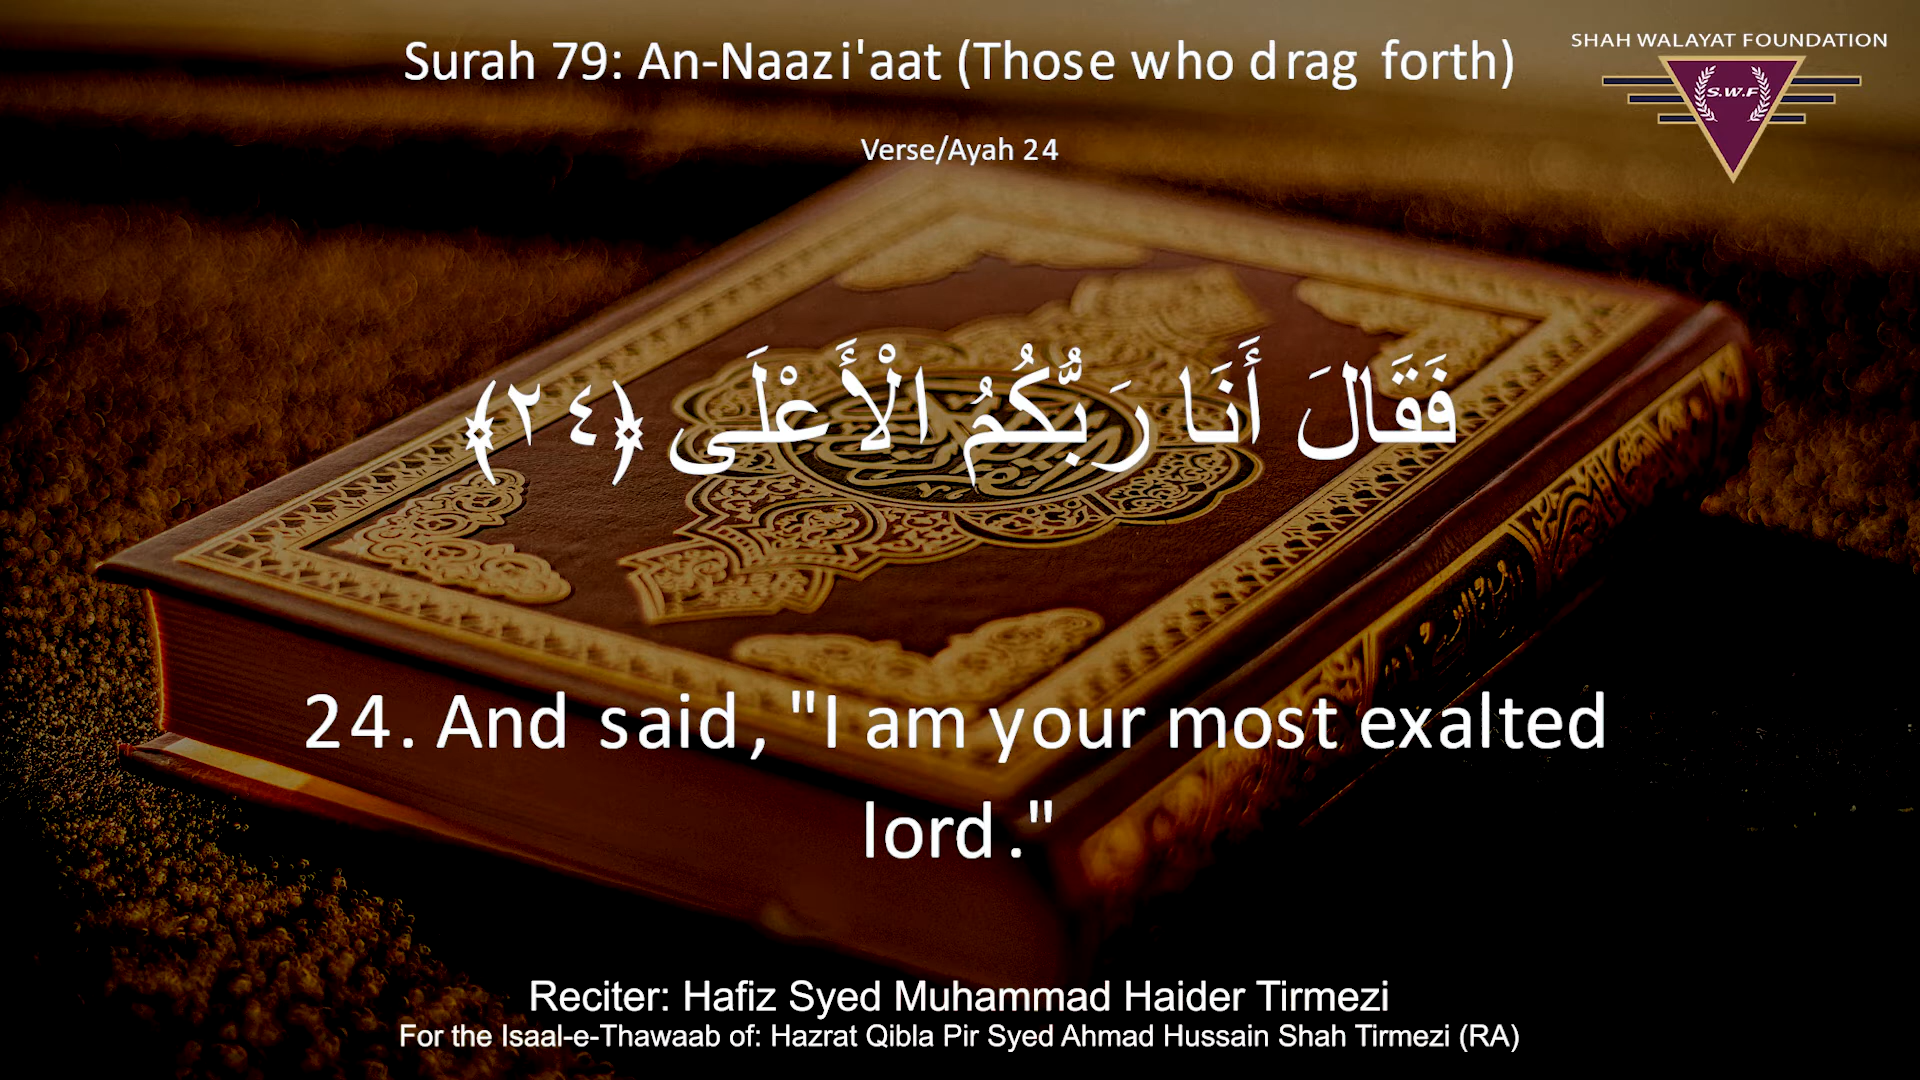 Surah 79: An-Naazi'aat (Those who drag forth)
SHAH WALAYAT FOUNDATION
S.W.F
Verse/Ayah 24
فَقَالَ أَنَا رَبُّكُمُ الْأَعْلَى ﴿٢٤﴾
24. And said, "I am your most exalted
lord."
Reciter: Hafiz Syed Muhammad Haider Tirmezi
For the Isaal-e-Thawaab of: Hazrat Qibla Pir Syed Ahmad Hussain Shah Tirmezi (RA)